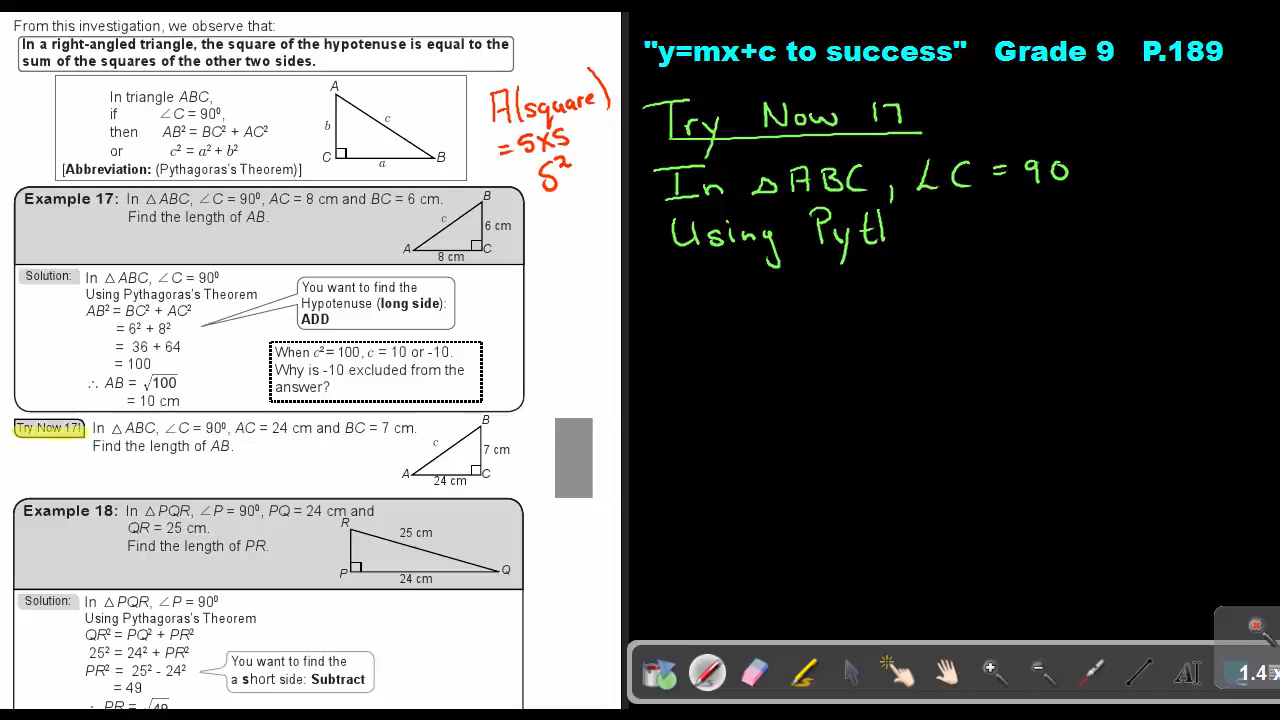 From this investigation, we observe that:
In a right-angled triangle, the square of the hypotenuse is equal to the
sum of the squares of the other two sides.
In triangle ABC,
if ∠C = 90⁰,
then AB² = BC² + AC²
or c² = a² + b²
[Abbreviation: (Pythagoras's Theorem)]
A
b
c
C
a
B
A(square)
= 5x5
5²
Example 17: In △ABC, ∠C = 90⁰, AC = 8 cm and BC = 6 cm.
Find the length of AB.
B
c
6 cm
A
C
8 cm
Solution:
In △ABC, ∠C = 90⁰
Using Pythagoras's Theorem
AB² = BC² + AC²
= 6² + 8²
= 36 + 64
= 100
∴ AB = √100
= 10 cm
You want to find the
Hypotenuse (long side):
ADD
When c² = 100, c = 10 or -10.
Why is -10 excluded from the
answer?
Try Now 17!
In △ABC, ∠C = 90⁰, AC = 24 cm and BC = 7 cm.
Find the length of AB.
B
c
7 cm
A
C
24 cm
Example 18: In △PQR, ∠P = 90⁰, PQ = 24 cm and
QR = 25 cm.
Find the length of PR.
R
25 cm
P
Q
24 cm
Solution:
In △PQR, ∠P = 90⁰
Using Pythagoras's Theorem
QR² = PQ² + PR²
25² = 24² + PR²
PR² = 25² - 24²
= 49
∴ PR = √49
You want to find the
a short side: Subtract
"y=mx+c to success" Grade 9 P.189
Try Now 17
In △ABC, ∠C = 90
Using Pyth
AI
1.4 x